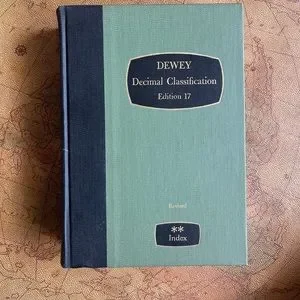 DEWEY
Decimal Classification
Edition 17
Revised
**
Index